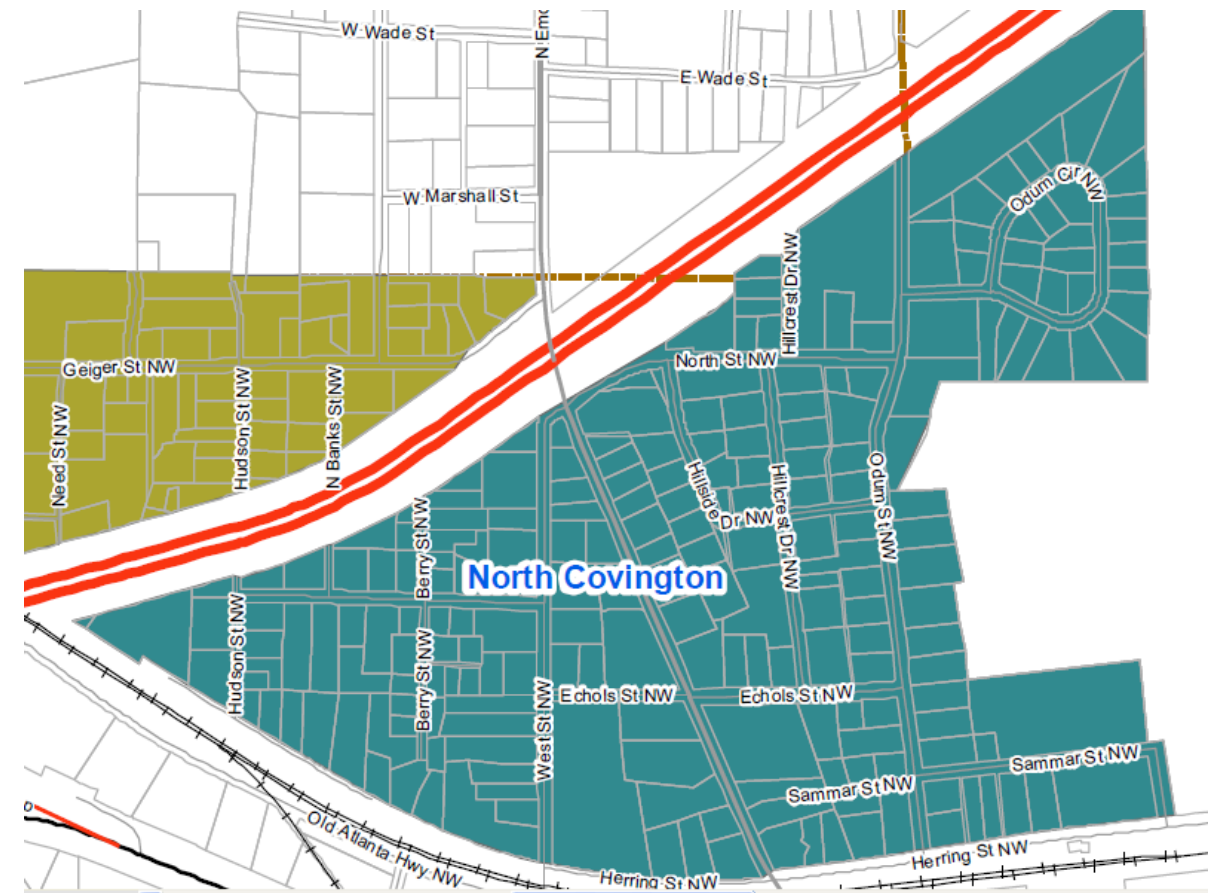 W Wade St
N Emo
E Wade St
W Marshall St
Odum Cir NW
Hillcrest Dr NW
Geiger St NW
North St NW
Need St NW
Hudson St NW
N Banks St NW
Hillside
Dr NW
Hillcrest Dr NW
Odum St NW
Berry St NW
North Covington
Hudson St NW
Berry St NW
West St NW
Echols St NW
Echols St NW
Sammar St NW
Sammar St NW
Old Atlanta Hwy NW
Herring St NW
Herring St NW